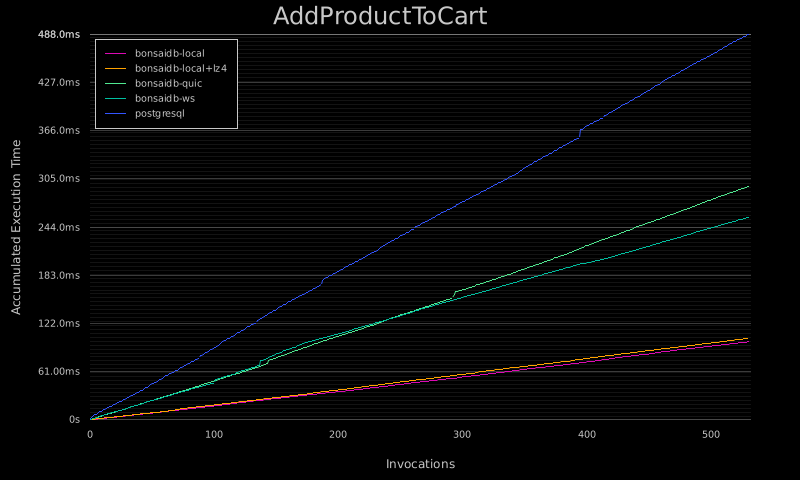 AddProductToCart
488.0ms
427.0ms
366.0ms
305.0ms
244.0ms
183.0ms
122.0ms
61.00ms
0s
Accumulated Execution Time
bonsaidb-local
bonsaidb-local+lz4
bonsaidb-quic
bonsaidb-ws
postgresql
0 100 200 300 400 500
Invocations